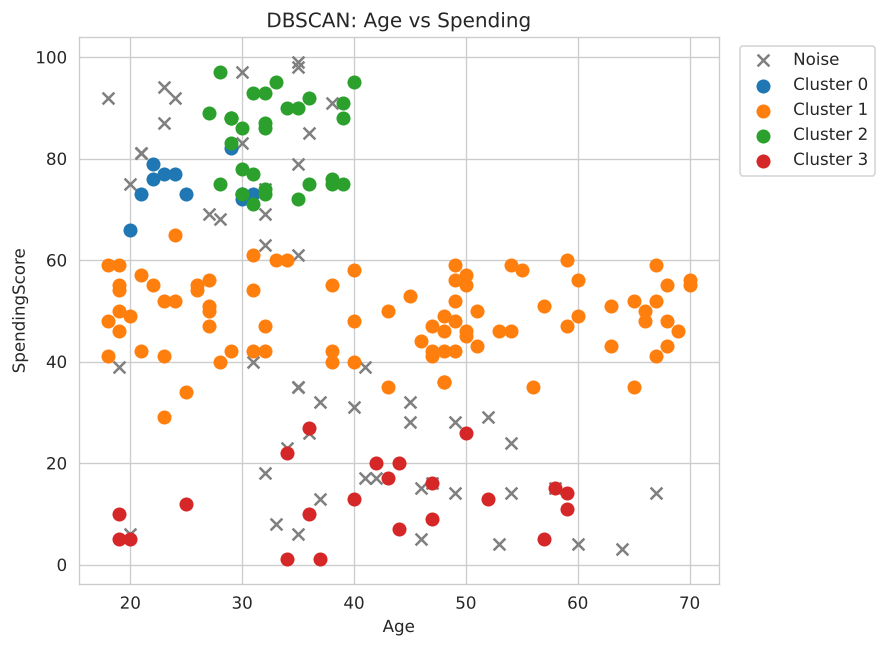 DBSCAN: Age vs Spending
100
80
60
40
20
0
SpendingScore
20 30 40 50 60 70
Age
Noise
Cluster 0
Cluster 1
Cluster 2
Cluster 3